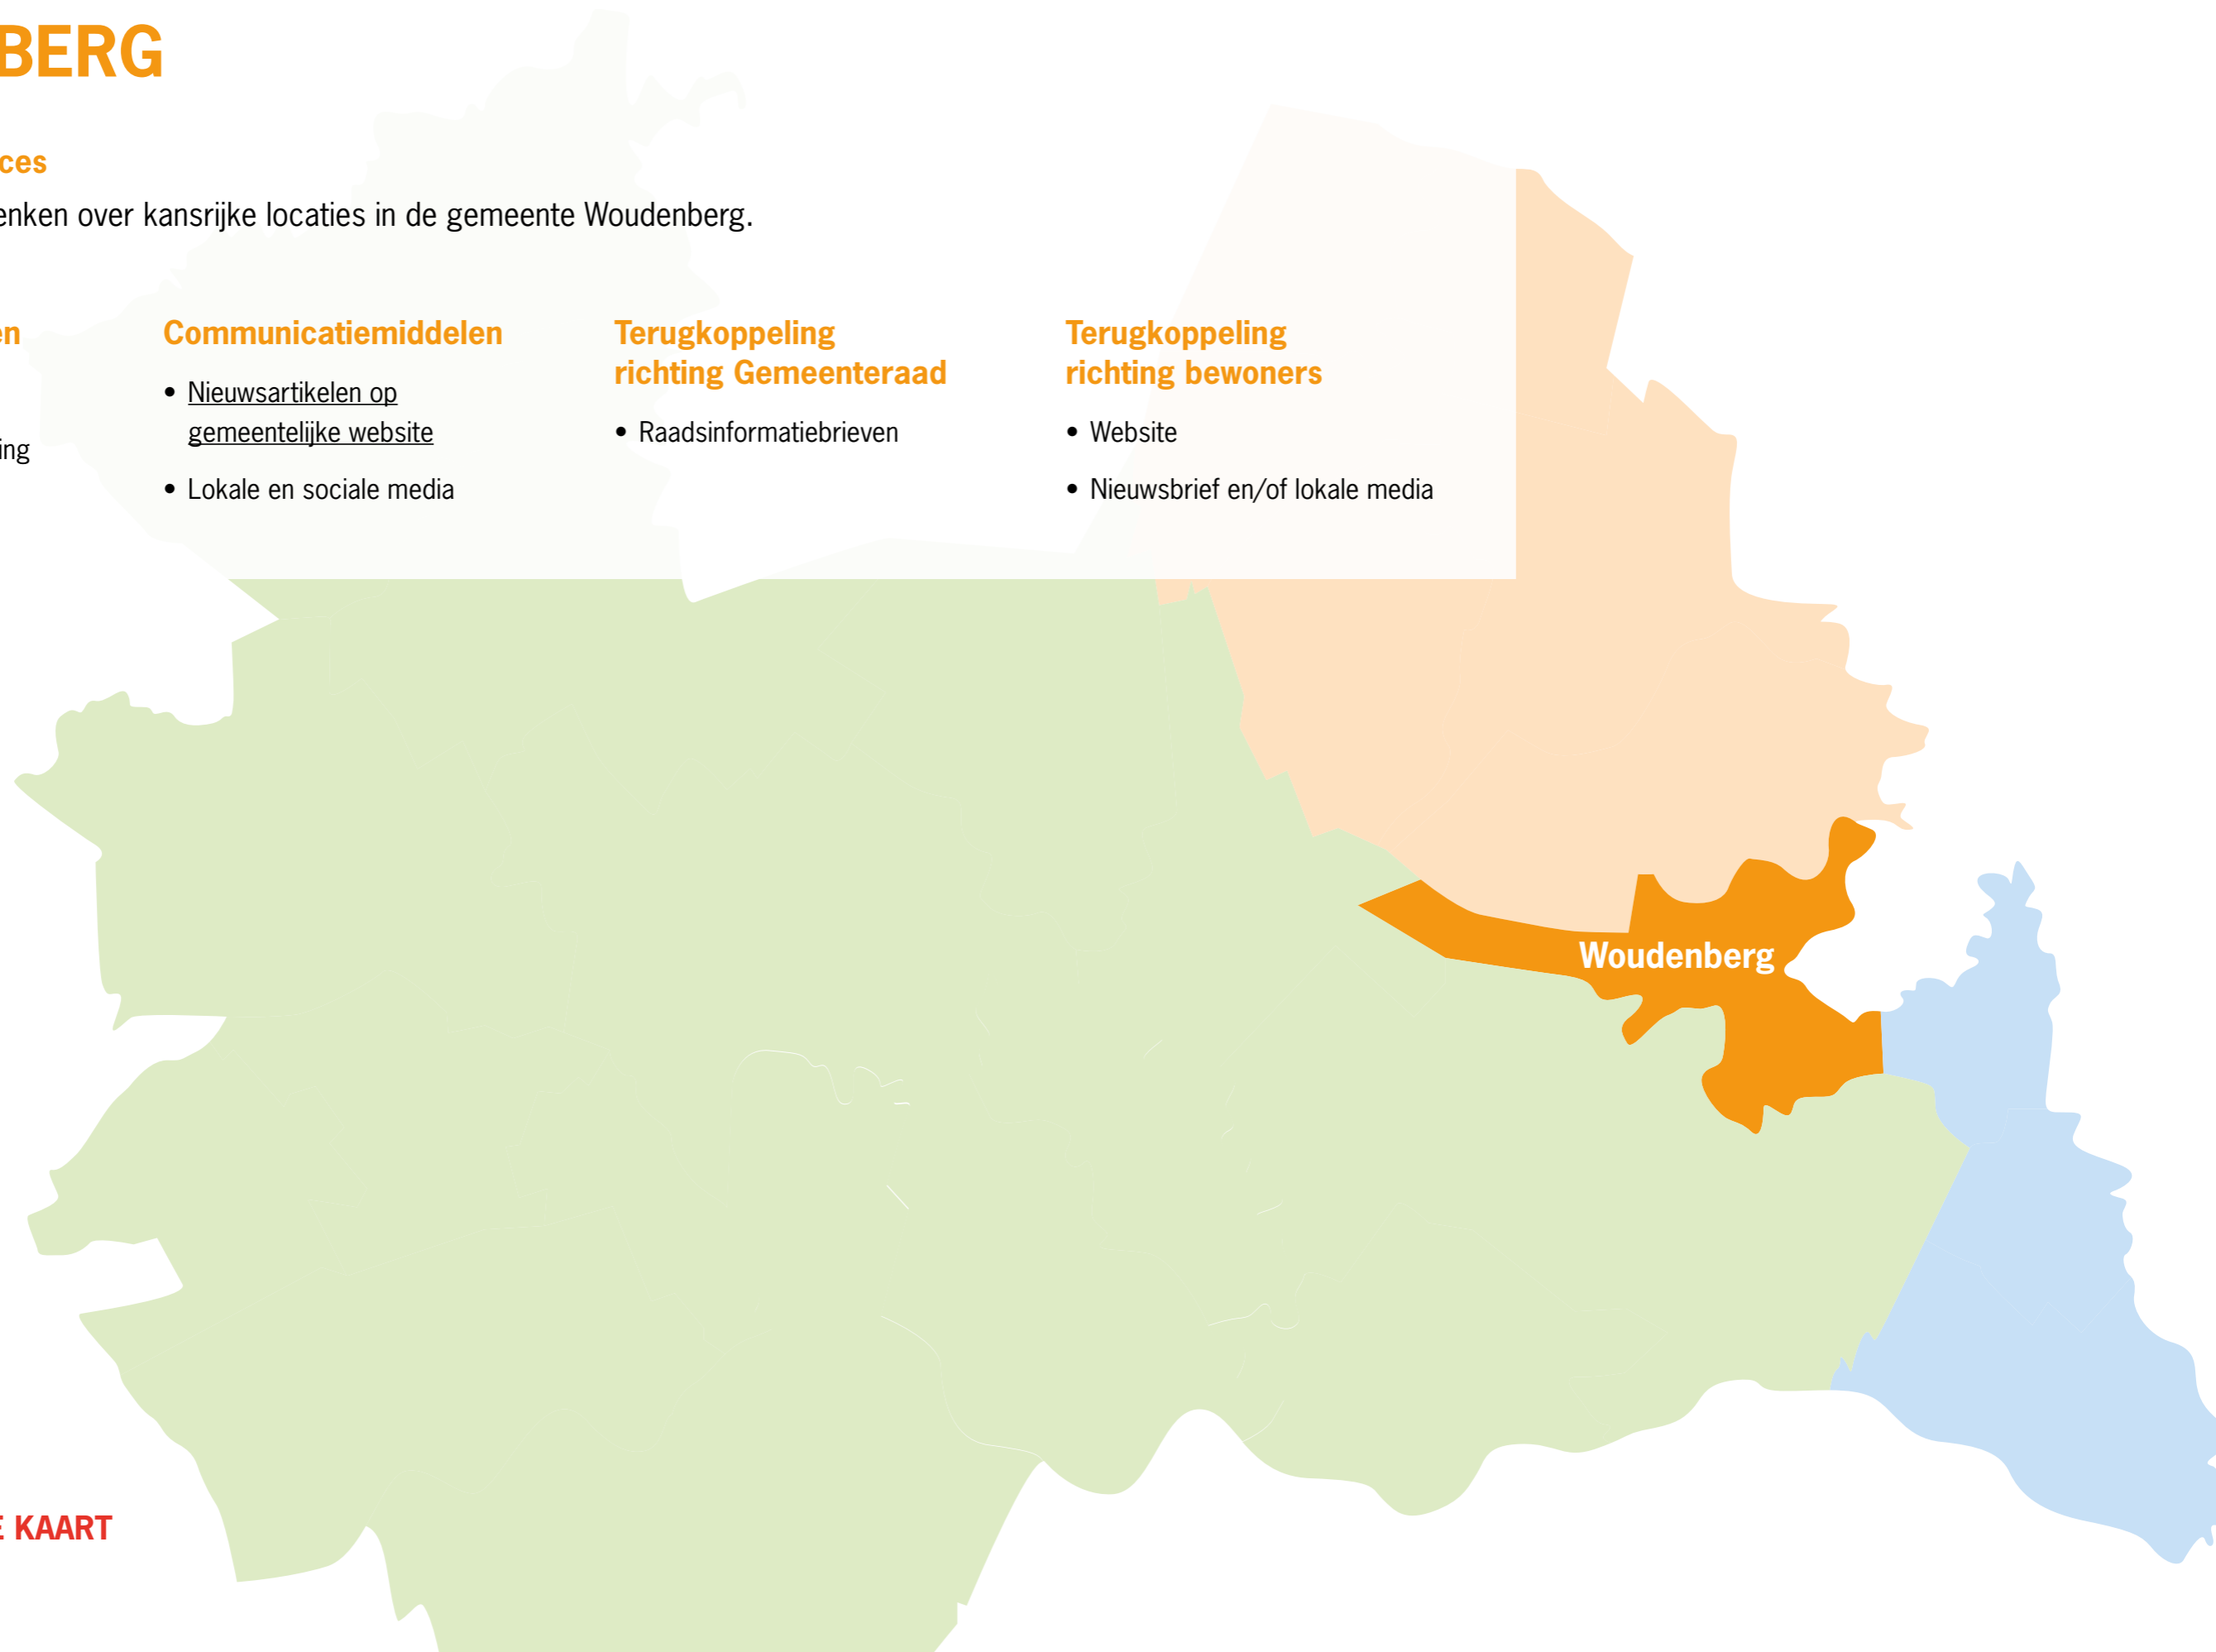 BERG
ces
enken over kansrijke locaties in de gemeente Woudenberg.
en
ing
Communicatiemiddelen
• Nieuwsartikelen op
gemeentelijke website
• Lokale en sociale media
Terugkoppeling
richting Gemeenteraad
• Raadsinformatiebrieven
Terugkoppeling
richting bewoners
• Website
• Nieuwsbrief en/of lokale media
Woudenberg
E KAART